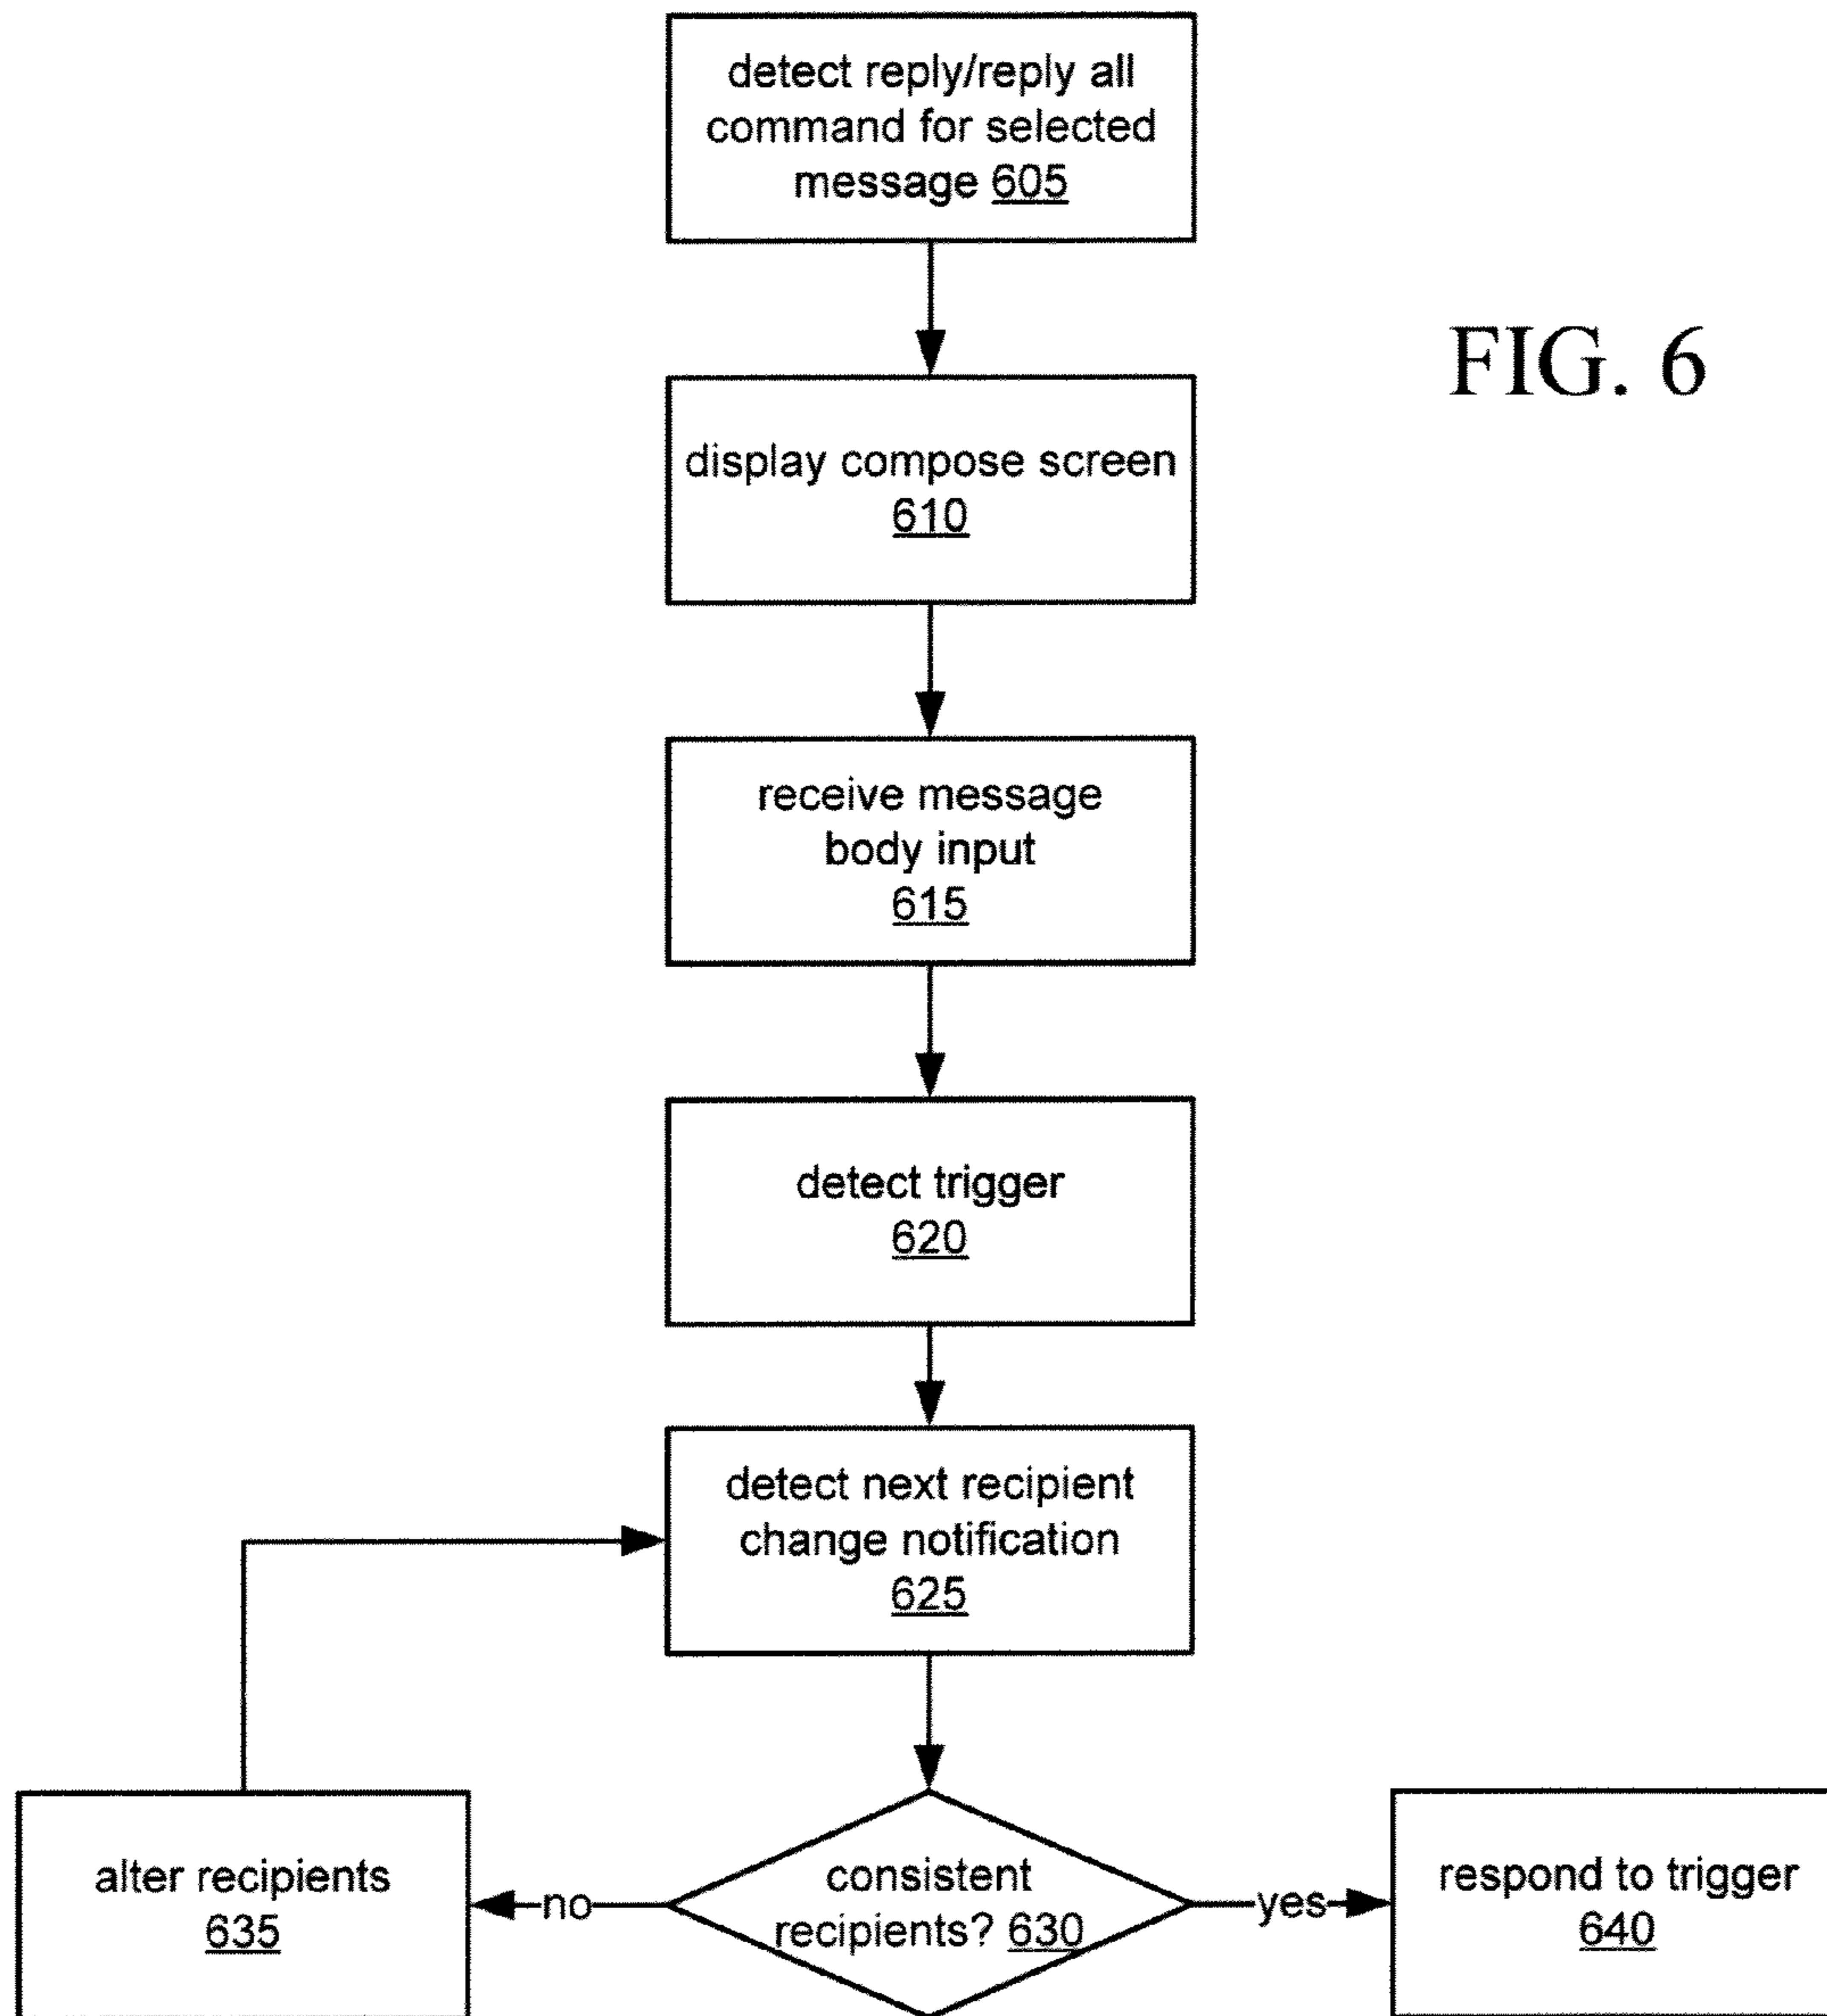 detect reply/reply all
command for selected
message 605
FIG. 6
display compose screen
610
receive message
body input
615
detect trigger
620
detect next recipient
change notification
625
alter recipients
635
no
consistent
recipients? 630
yes
respond to trigger
640